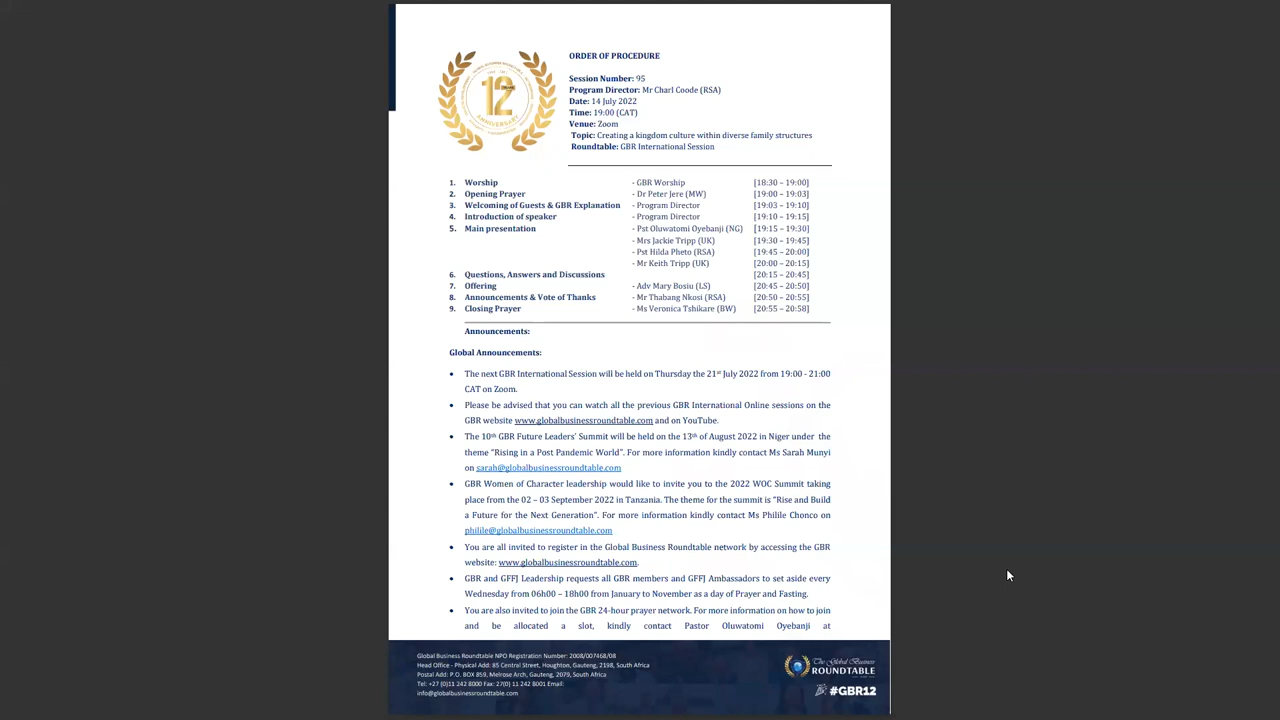 ORDER OF PROCEDURE
Session Number: 95
Program Director: Mr Charl Coode (RSA)
Date: 14 July 2022
Time: 19:00 (CAT)
Venue: Zoom
Topic: Creating a kingdom culture within diverse family structures
Roundtable: GBR International Session
12
ANNIVERSARY
1. Worship - GBR Worship [18:30 – 19:00]
2. Opening Prayer - Dr Peter Jere (MW) [19:00 – 19:03]
3. Welcoming of Guests & GBR Explanation - Program Director [19:03 – 19:10]
4. Introduction of speaker - Program Director [19:10 – 19:15]
5. Main presentation - Pst Oluwatomi Oyebanji (NG) [19:15 – 19:30]
- Mrs Jackie Tripp (UK) [19:30 – 19:45]
- Pst Hilda Pheto (RSA) [19:45 – 20:00]
- Mr Keith Tripp (UK) [20:00 – 20:15]
6. Questions, Answers and Discussions [20:15 – 20:45]
7. Offering - Adv Mary Bosiu (LS) [20:45 – 20:50]
8. Announcements & Vote of Thanks - Mr Thabang Nkosi (RSA) [20:50 – 20:55]
9. Closing Prayer - Ms Veronica Tshikare (BW) [20:55 – 20:58]
Announcements:
Global Announcements:
• The next GBR International Session will be held on Thursday the 21st July 2022 from 19:00 - 21:00
CAT on Zoom.
• Please be advised that you can watch all the previous GBR International Online sessions on the
GBR website www.globalbusinessroundtable.com and on YouTube.
• The 10th GBR Future Leaders' Summit will be held on the 13th of August 2022 in Niger under the
theme "Rising in a Post Pandemic World". For more information kindly contact Ms Sarah Munyi
on sarah@globalbusinessroundtable.com
• GBR Women of Character leadership would like to invite you to the 2022 WOC Summit taking
place from the 02 – 03 September 2022 in Tanzania. The theme for the summit is "Rise and Build
a Future for the Next Generation". For more information kindly contact Ms Philile Chonco on
philile@globalbusinessroundtable.com
• You are all invited to register in the Global Business Roundtable network by accessing the GBR
website: www.globalbusinessroundtable.com.
• GBR and GFFJ Leadership requests all GBR members and GFFJ Ambassadors to set aside every
Wednesday from 06h00 – 18h00 from January to November as a day of Prayer and Fasting.
• You are also invited to join the GBR 24-hour prayer network. For more information on how to join
and be allocated a slot, kindly contact Pastor Oluwatomi Oyebanji at
Global Business Roundtable NPO Registration Number: 2008/007468/08
Head Office - Physical Add: 85 Central Street, Houghton, Gauteng, 2198, South Africa
Postal Add: P.O. BOX 859, Melrose Arch, Gauteng, 2079, South Africa
Tel: +27 (0)11 242 8000 Fax: 27(0) 11 242 8001 Email:
info@globalbusinessroundtable.com
The Global Business
ROUNDTABLE
#GBR12